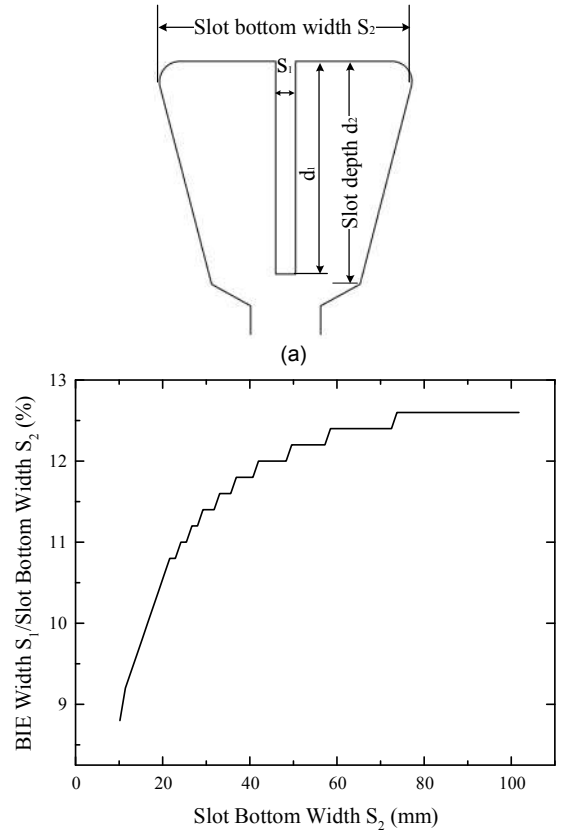 Slot bottom width S₂
S₁
d₁
Slot depth d₂
(a)
BIE Width S₁/Slot Bottom Width S₂ (%)
13
12
11
10
9
0
20
40
60
80
100
Slot Bottom Width S₂ (mm)